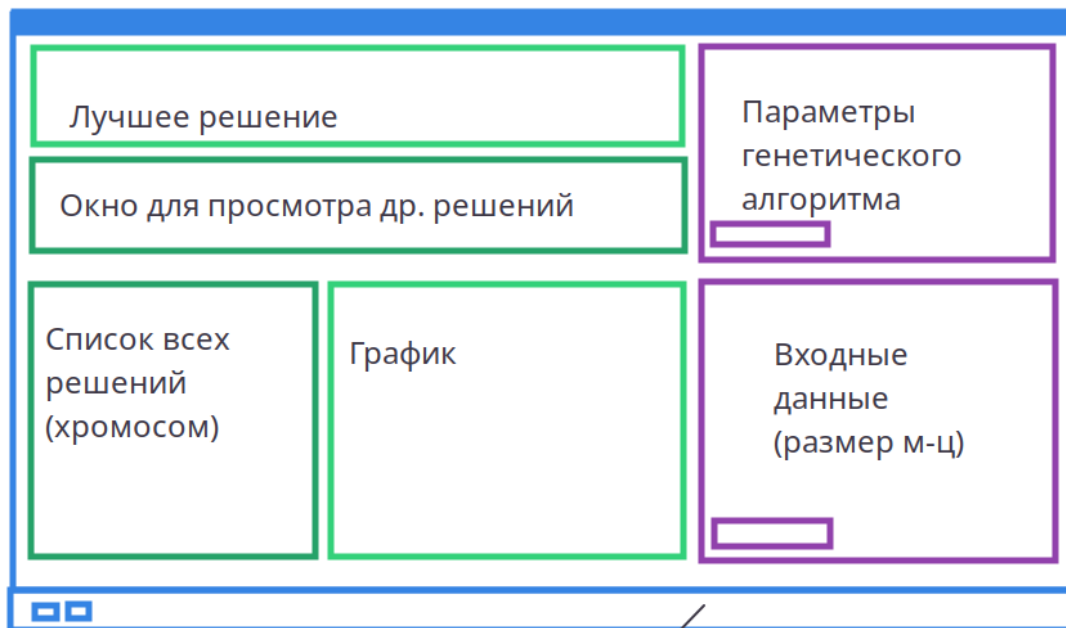 Лучшее решение
Окно для просмотра др. решений
Список всех
решений
(хромосом)
График
Параметры
генетического
алгоритма
Входные
данные
(размер м-ц)